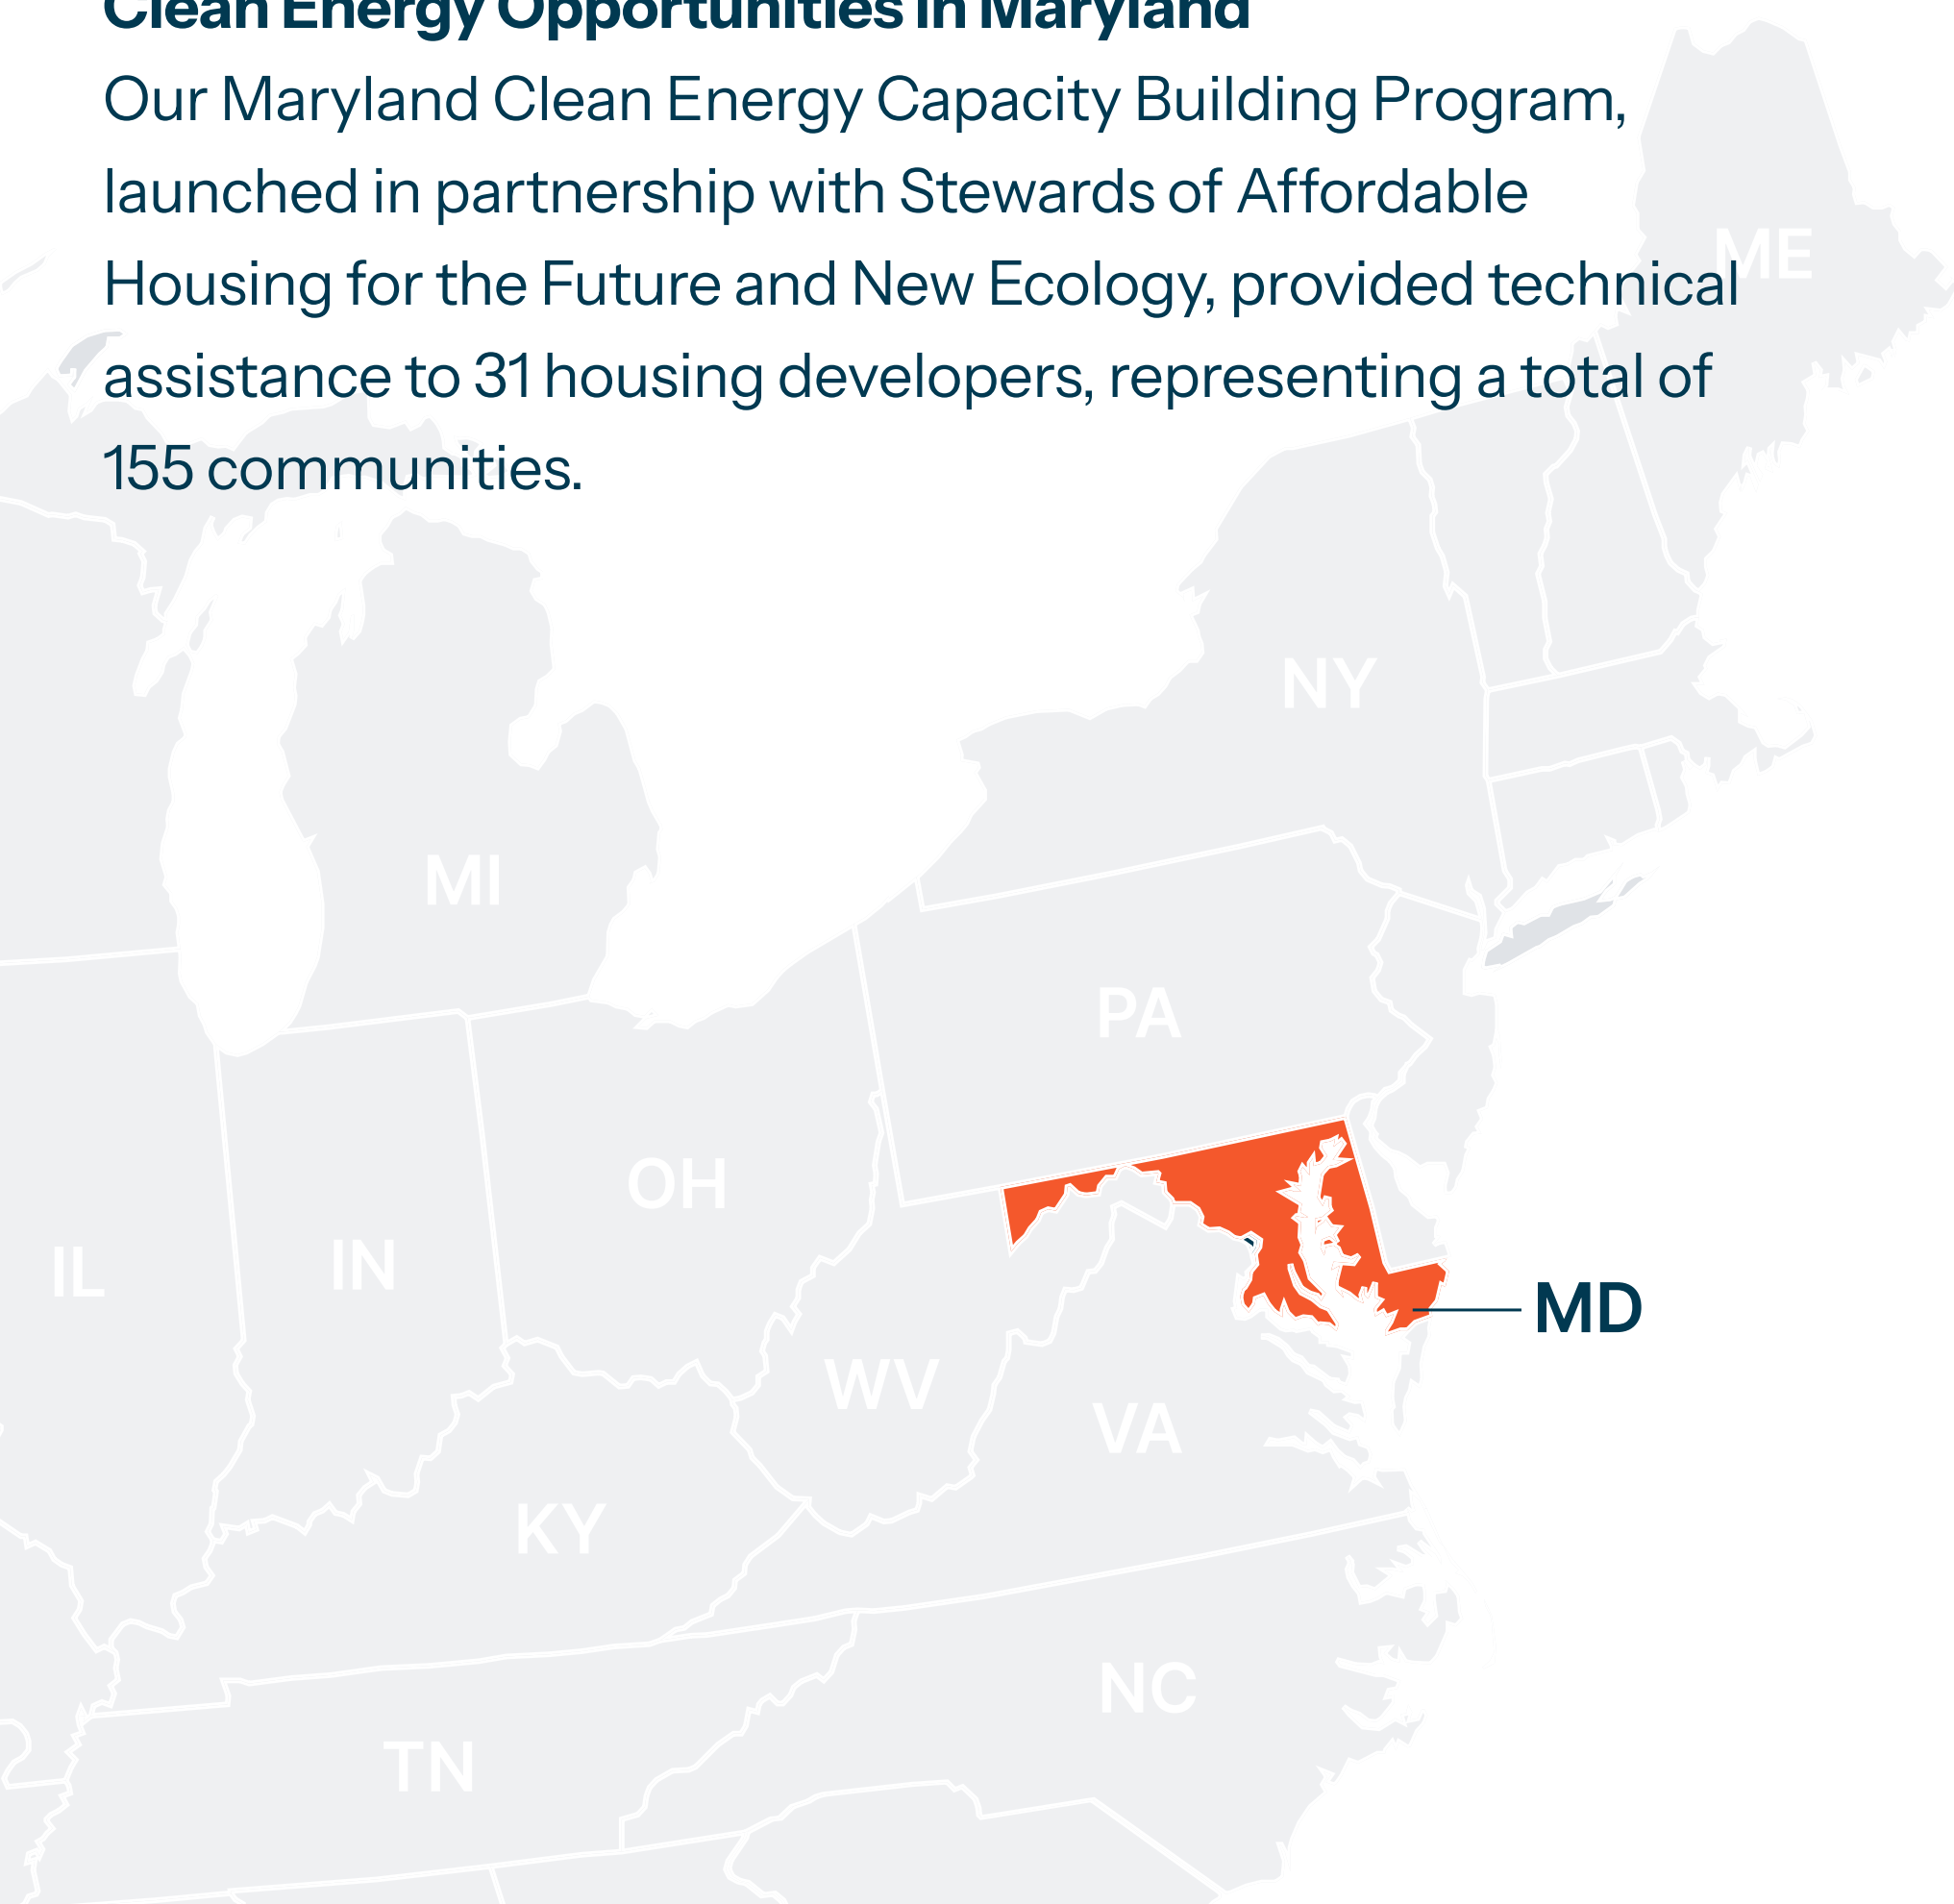 Clean Energy Opportunities in Maryland
Our Maryland Clean Energy Capacity Building Program,
launched in partnership with Stewards of Affordable
Housing for the Future and New Ecology, provided technical
assistance to 31 housing developers, representing a total of
155 communities.
ME
NY
MI
PA
OH
IN
IL
MD
WV
VA
KY
NC
TN